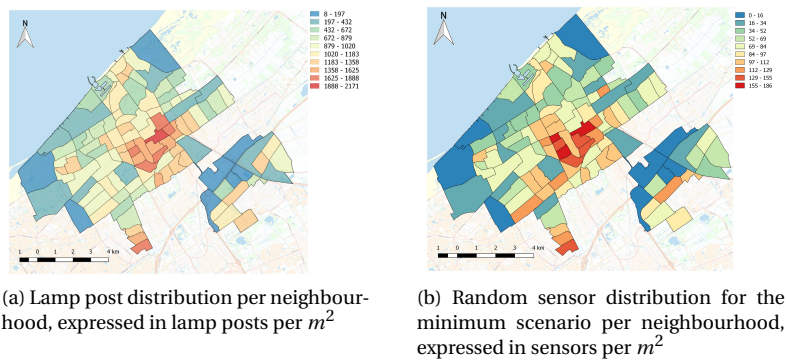 N
8 - 197
197 - 432
432 - 672
672 - 879
879 - 1020
1020 - 1183
1183 - 1358
1358 - 1625
1625 - 1888
1888 - 2171
1 0 1 2 3 4 km
(a) Lamp post distribution per neighbour-
hood, expressed in lamp posts per m²
N
0 - 16
16 - 34
34 - 52
52 - 69
69 - 84
84 - 97
97 - 112
112 - 129
129 - 155
155 - 186
1 0 1 2 3 4 km
(b) Random sensor distribution for the
minimum scenario per neighbourhood,
expressed in sensors per m²